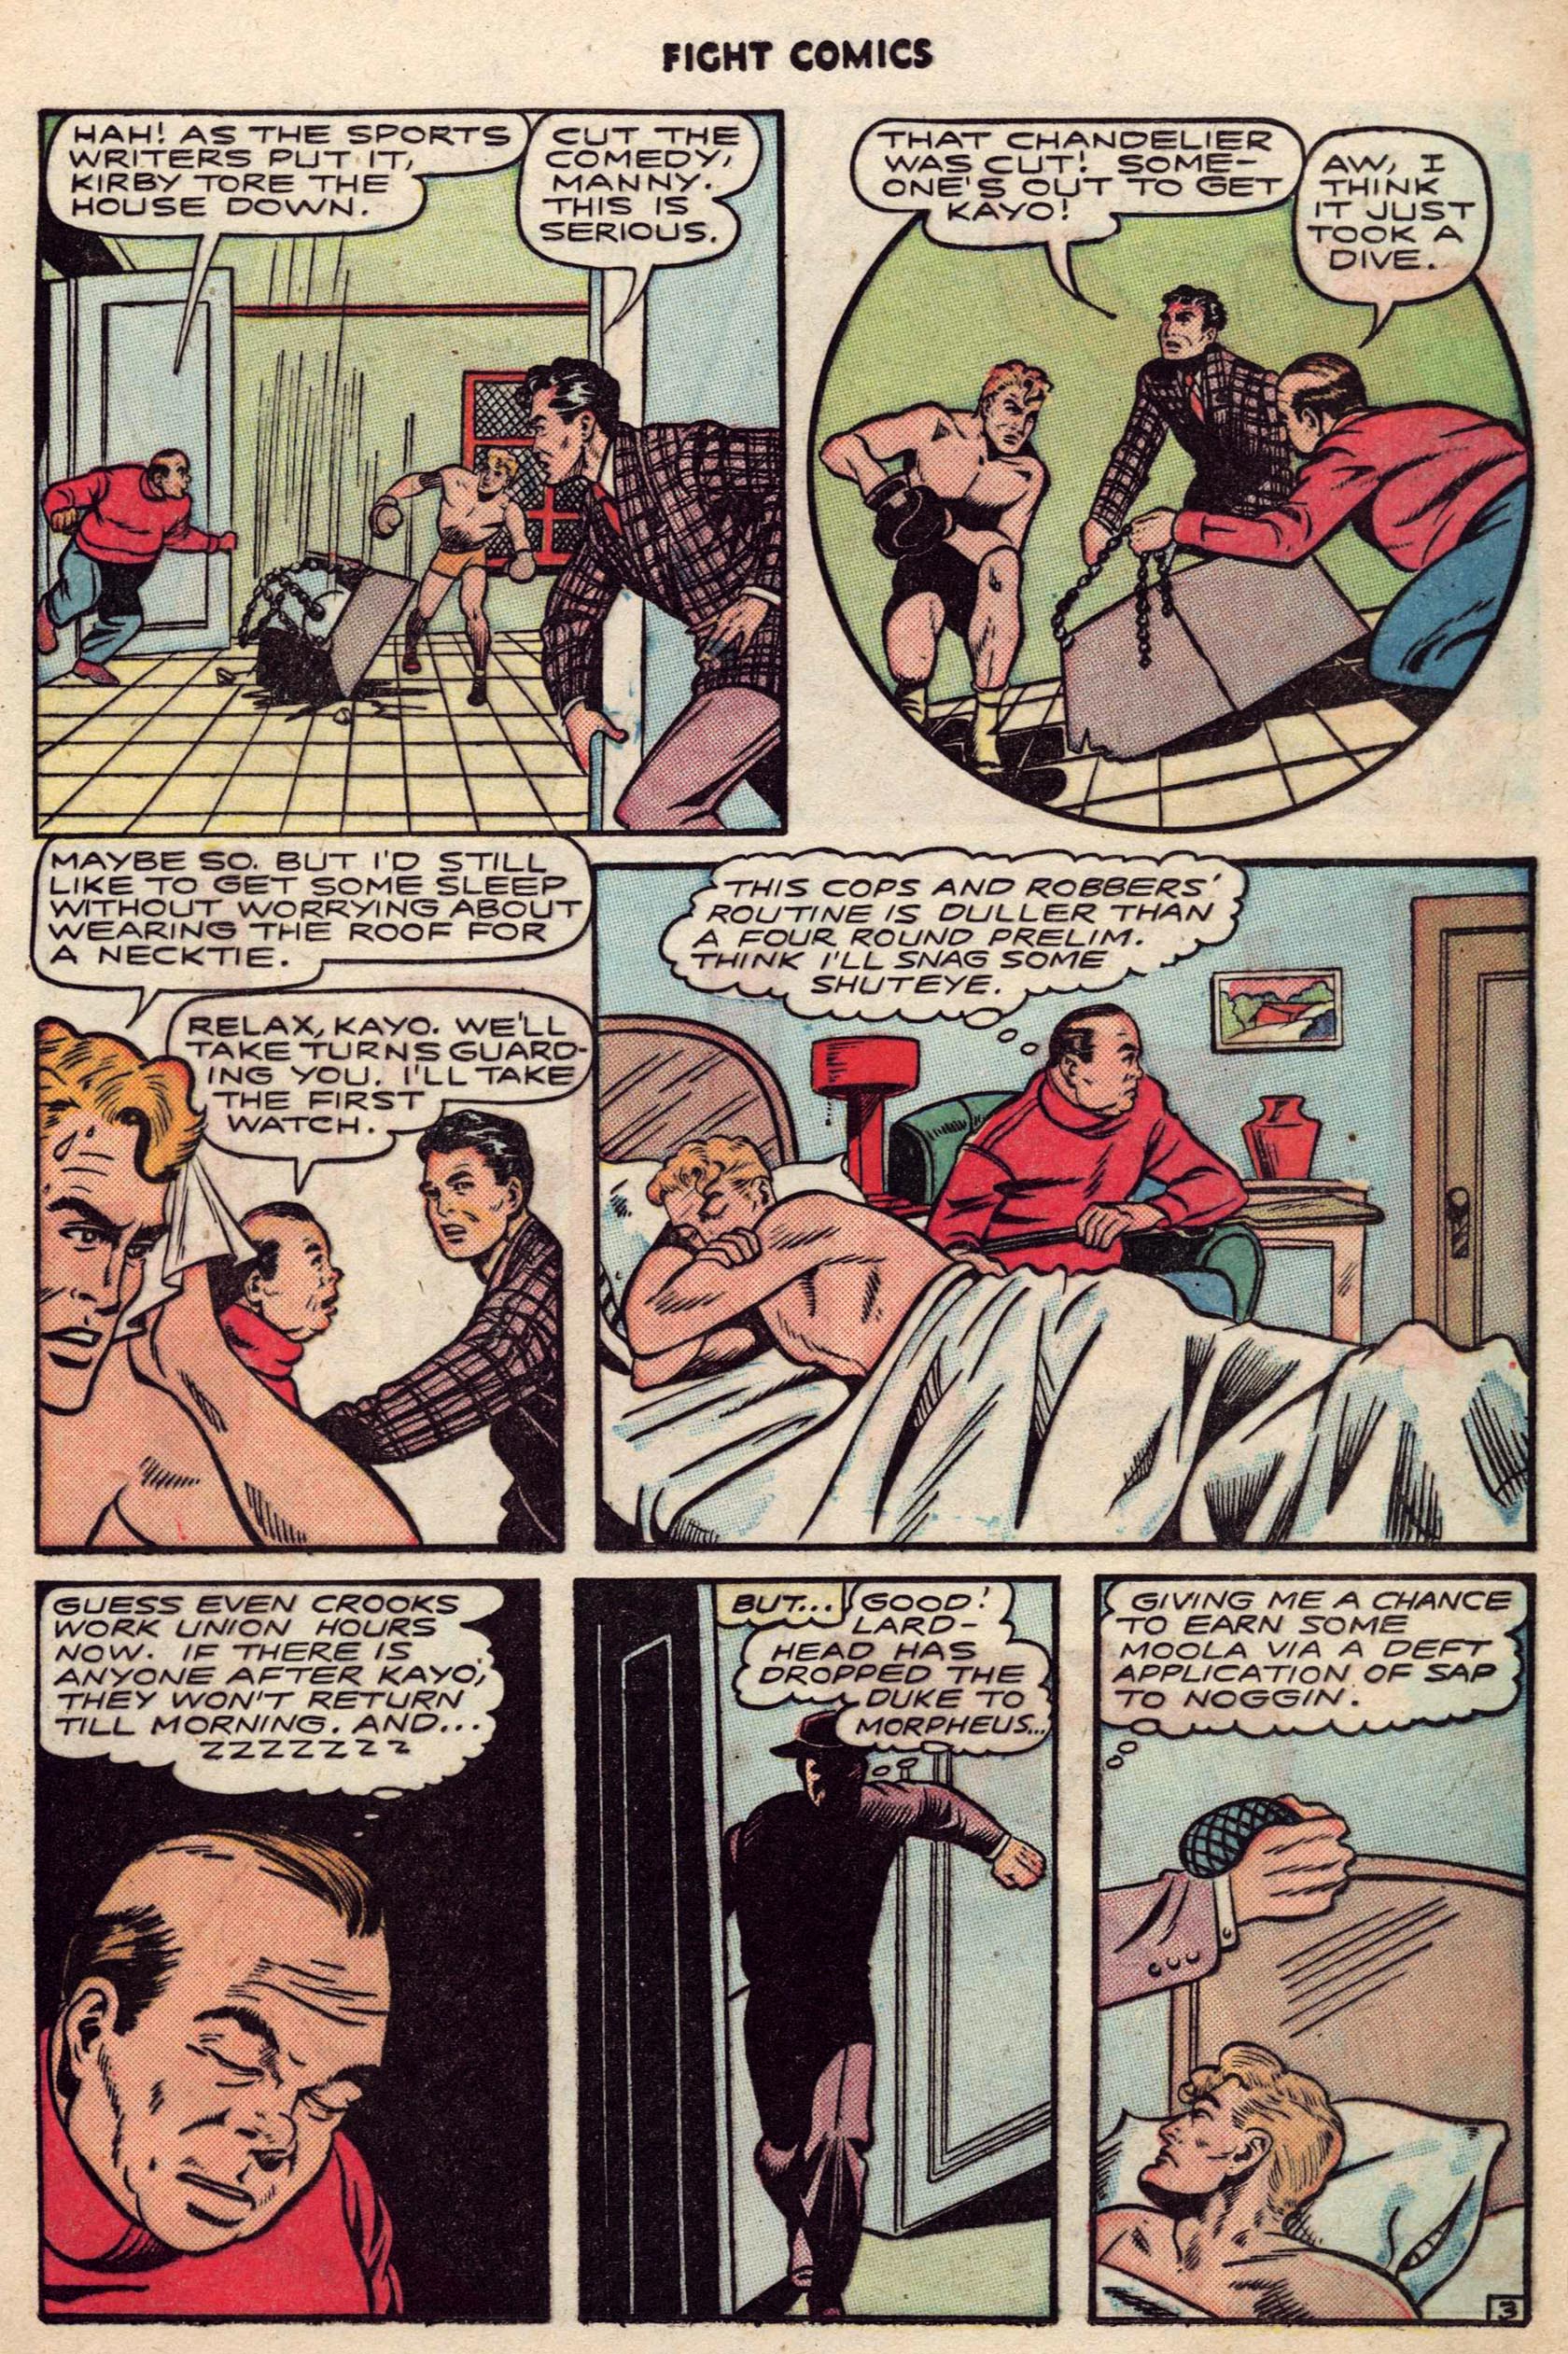 FIGHT COMICS
HAH! AS THE SPORTS
WRITERS PUT IT,
KIRBY TORE THE
HOUSE DOWN.
CUT THE
COMEDY,
MANNY.
THIS IS
SERIOUS.
THAT CHANDELIER
WAS CUT! SOME-
ONE'S OUT TO GET
KAYO!
AW, I
THINK
IT JUST
TOOK A
DIVE.
MAYBE SO. BUT I'D STILL
LIKE TO GET SOME SLEEP
WITHOUT WORRYING ABOUT
WEARING THE ROOF FOR
A NECKTIE.
RELAX, KAYO. WE'LL
TAKE TURNS GUARD-
ING YOU. I'LL TAKE
THE FIRST
WATCH.
THIS COPS AND ROBBERS'
ROUTINE IS DULLER THAN
A FOUR ROUND PRELIM.
THINK I'LL SNAG SOME
SHUTEYE.
GUESS EVEN CROOKS
WORK UNION HOURS
NOW. IF THERE IS
ANYONE AFTER KAYO,
THEY WON'T RETURN
TILL MORNING. AND...
ZZZZZZZ
BUT...
GOOD!
LARD-
HEAD HAS
DROPPED THE
DUKE TO
MORPHEUS...
GIVING ME A CHANCE
TO EARN SOME
MOOLA VIA A DEFT
APPLICATION OF SAP
TO NOGGIN.
3